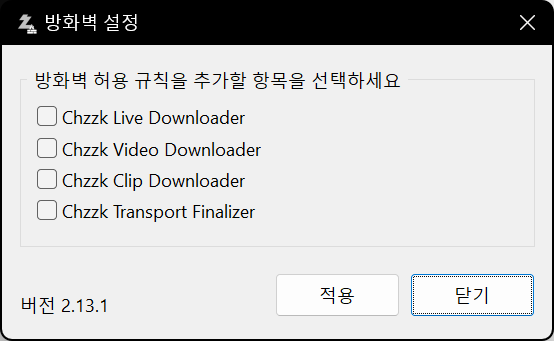 방화벽 설정
방화벽 허용 규칙을 추가할 항목을 선택하세요
Chzzk Live Downloader
Chzzk Video Downloader
Chzzk Clip Downloader
Chzzk Transport Finalizer
버전 2.13.1
적용
닫기